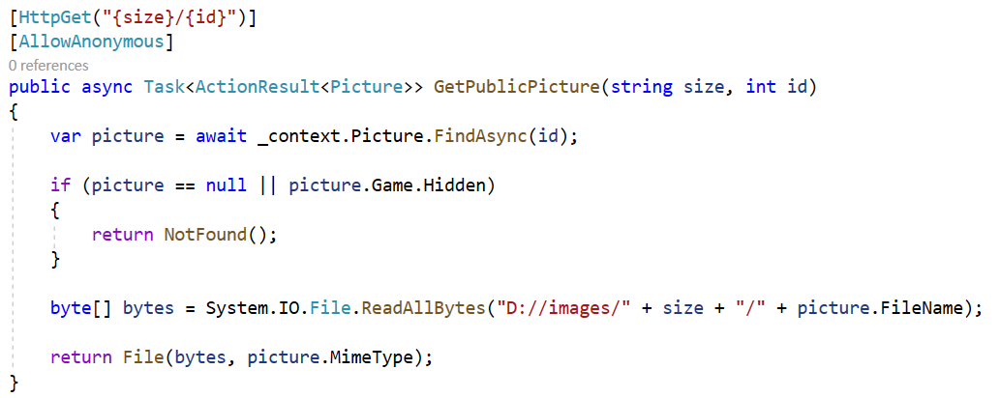 [HttpGet("{size}/{id}")]
[AllowAnonymous]
0 references
public async Task<ActionResult<Picture>> GetPublicPicture(string size, int id)
{
    var picture = await _context.Picture.FindAsync(id);

    if (picture == null || picture.Game.Hidden)
    {
        return NotFound();
    }

    byte[] bytes = System.IO.File.ReadAllBytes("D://images/" + size + "/" + picture.FileName);

    return File(bytes, picture.MimeType);
}